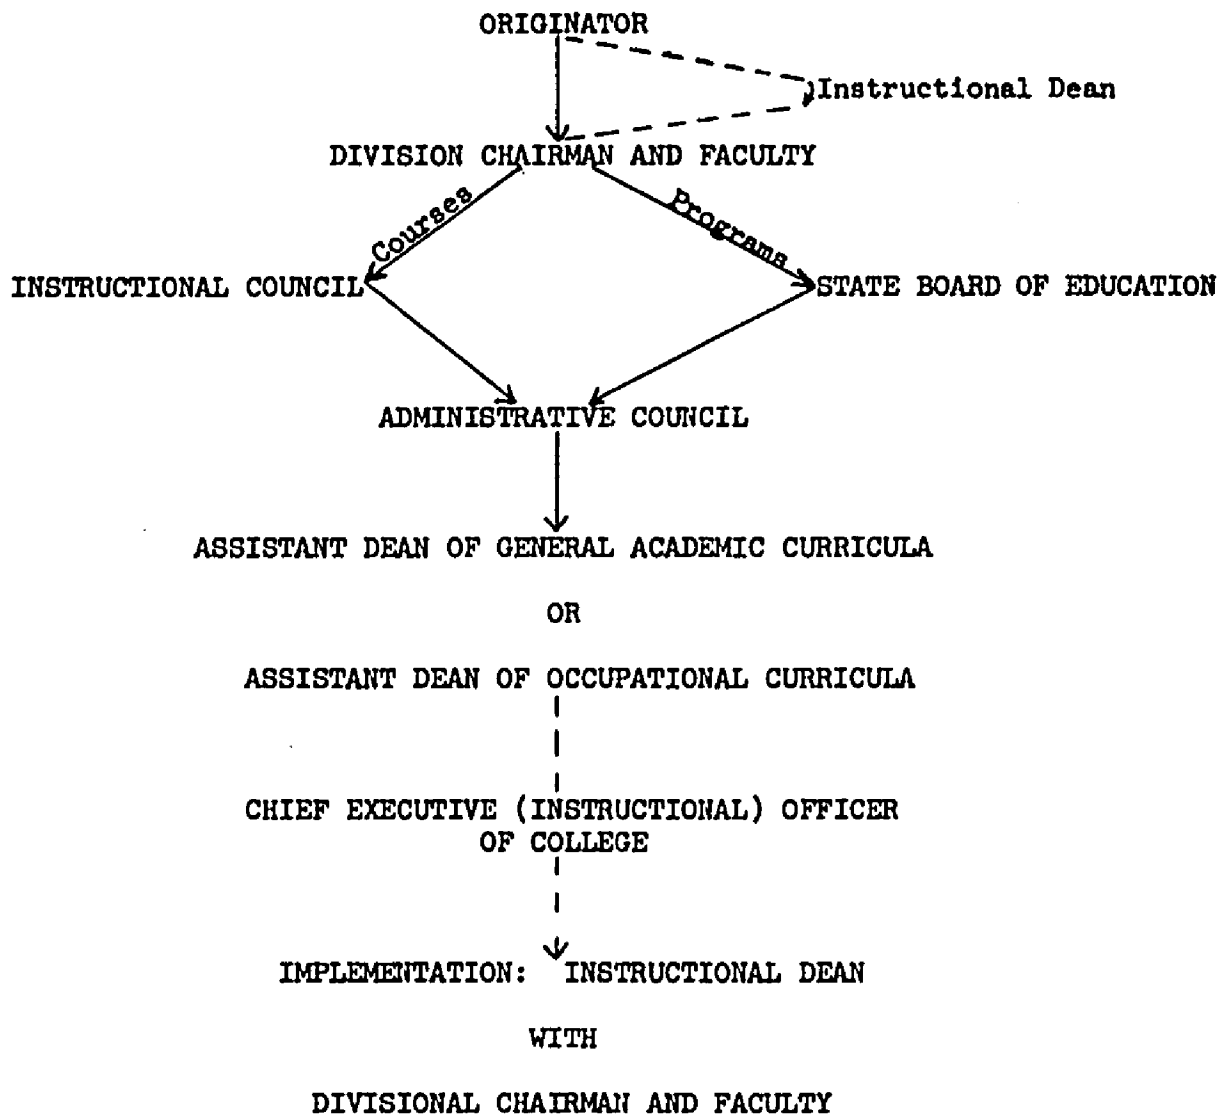 ORIGINATOR
Instructional Dean
DIVISION CHAIRMAN AND FACULTY
Courses
Programs
INSTRUCTIONAL COUNCIL
STATE BOARD OF EDUCATION
ADMINISTRATIVE COUNCIL
ASSISTANT DEAN OF GENERAL ACADEMIC CURRICULA
OR
ASSISTANT DEAN OF OCCUPATIONAL CURRICULA
CHIEF EXECUTIVE (INSTRUCTIONAL) OFFICER
OF COLLEGE
IMPLEMENTATION: INSTRUCTIONAL DEAN
WITH
DIVISIONAL CHAIRMAN AND FACULTY